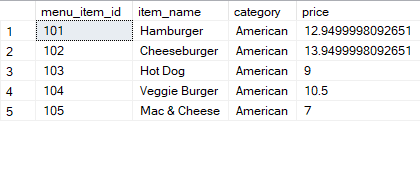 menu_item_id item_name category price
1 101 Hamburger American 12.9499998092651
2 102 Cheeseburger American 13.9499998092651
3 103 Hot Dog American 9
4 104 Veggie Burger American 10.5
5 105 Mac & Cheese American 7